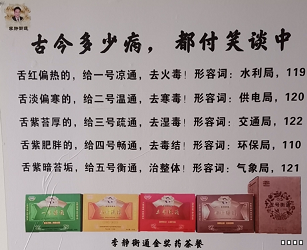 李静衡通
古今多少病，都付笑谈中
舌红偏热的，给一号凉通，去火毒！形容词：水利局，119
舌淡偏寒的，给二号温通，去寒毒！形容词：供电局，120
舌紫苔厚的，给三号疏通，去湿毒！形容词：交通局，122
舌紫肥胖的，给四号畅通，去毒结！形容词：环保局，110
舌紫暗苔垢，给五号衡通，治整体！形容词：气象局，121
李静衡通金奖药茶餐